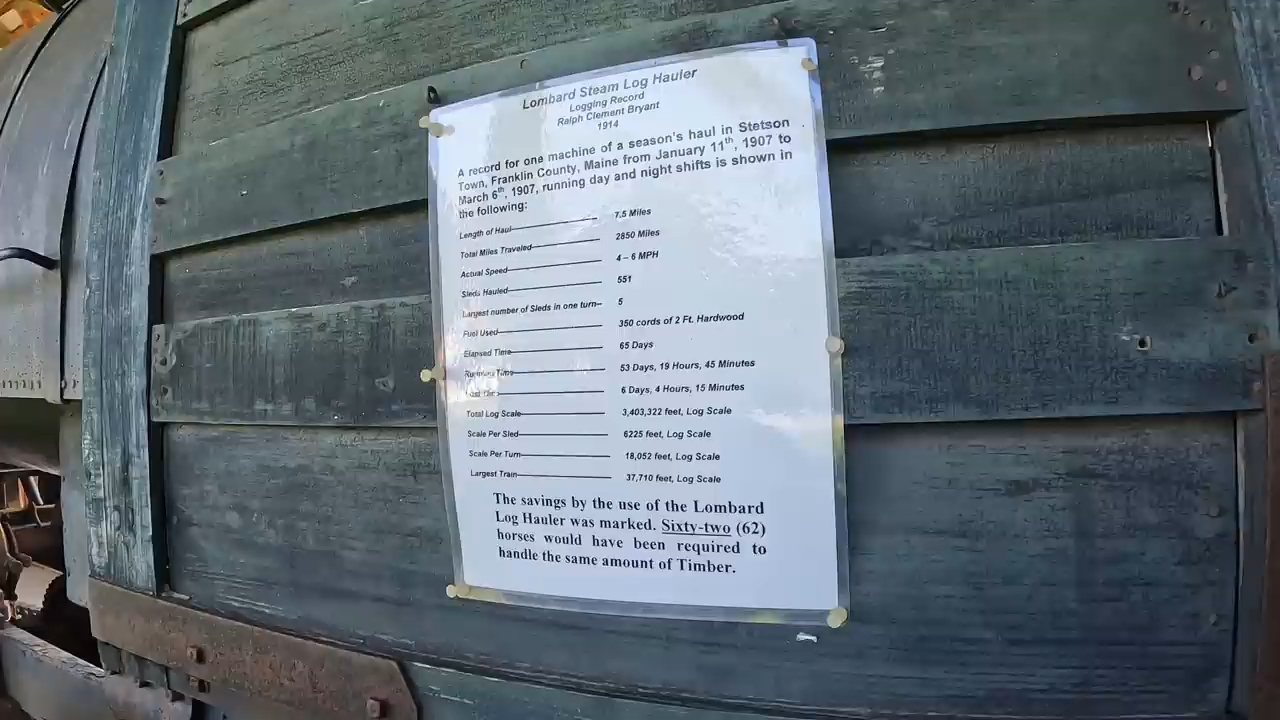 Lombard Steam Log Hauler
Logging Record
Ralph Clement Bryant
1914
A record for one machine of a season's haul in Stetson
Town, Franklin County, Maine from January 11th, 1907 to
March 6th, 1907, running day and night shifts is shown in
the following:
Length of Haul 7.5 Miles
Total Miles Traveled 2850 Miles
Actual Speed 4 – 6 MPH
Sleds Hauled 551
Largest number of Sleds in one turn-- 5
Fuel Used 350 cords of 2 Ft. Hardwood
Elapsed Time 65 Days
Running Time 53 Days, 19 Hours, 45 Minutes
6 Days, 4 Hours, 15 Minutes
Total Log Scale 3,403,322 feet, Log Scale
Scale Per Sled 6225 feet, Log Scale
Scale Per Turn 18,052 feet, Log Scale
Largest Train 37,710 feet, Log Scale
The savings by the use of the Lombard
Log Hauler was marked. Sixty-two (62)
horses would have been required to
handle the same amount of Timber.